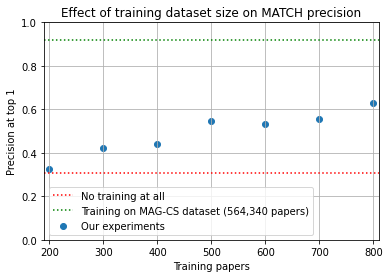 Effect of training dataset size on MATCH precision
1.0
0.8
0.6
0.4
0.2
0.0
Precision at top 1
No training at all
Training on MAG-CS dataset (564,340 papers)
Our experiments
200 300 400 500 600 700 800
Training papers